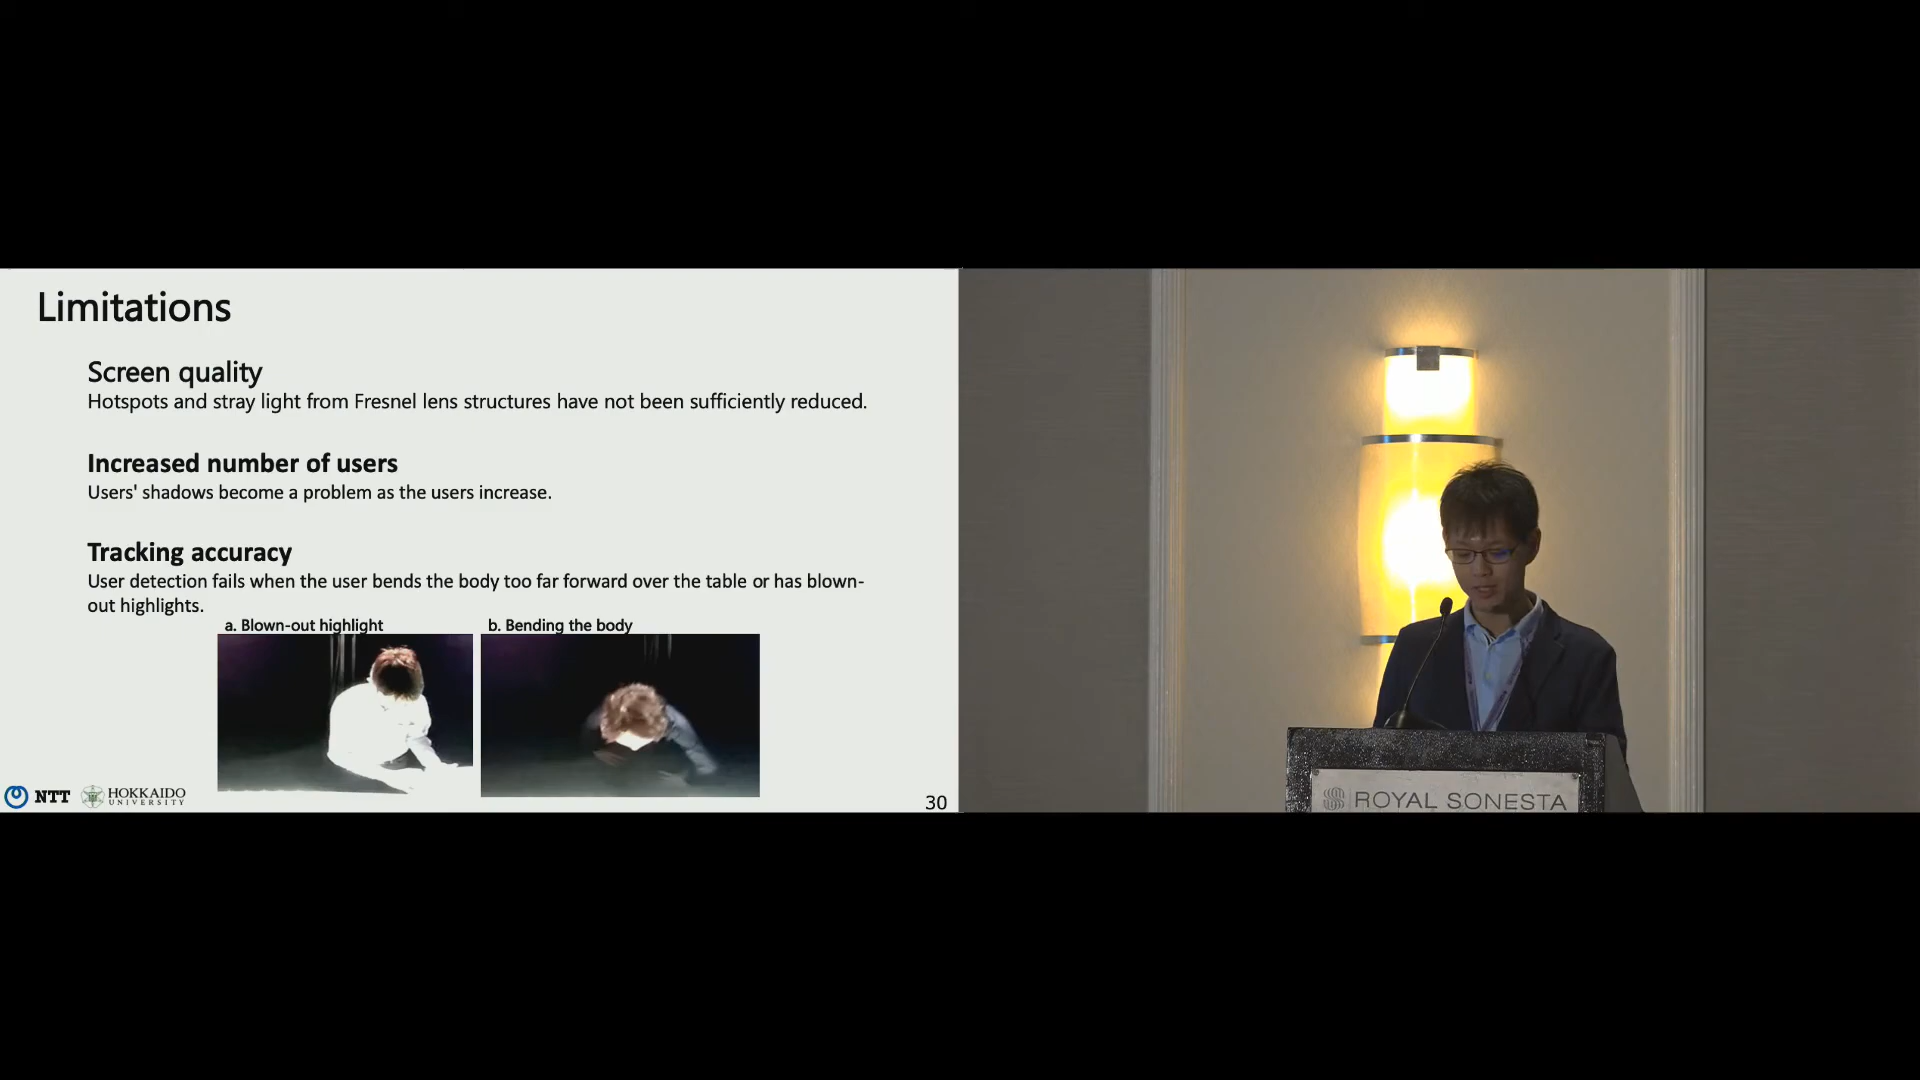 Limitations
Screen quality
Hotspots and stray light from Fresnel lens structures have not been sufficiently reduced.
Increased number of users
Users' shadows become a problem as the users increase.
Tracking accuracy
User detection fails when the user bends the body too far forward over the table or has blown-
out highlights.
a. Blown-out highlight
b. Bending the body
NTT
HOKKAIDO
UNIVERSITY
30
ROYAL SONESTA